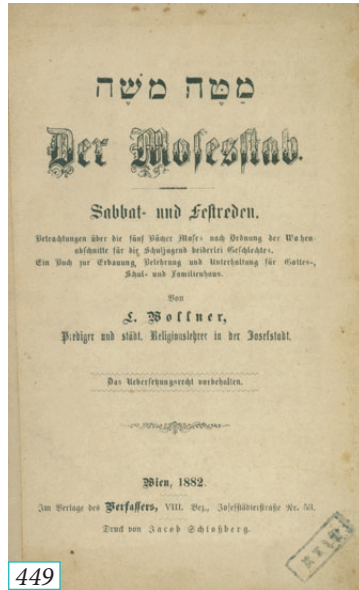 מַטֵּה מֹשֶׁה
Der Mosesstab.
Sabbat- und Festreden.
Betrachtungen über die fünf Bücher Moses nach Ordnung der Wochen-
abschnitte für die Schuljugend beiderlei Geschlechtes.
Ein Buch zur Erbauung, Belehrung und Unterhaltung für Gottes-,
Schul- und Familienhaus.
Von
L. Wollner,
Prediger und städt. Religionslehrer in der Josefstadt.
Das Uebersetzungsrecht vorbehalten.
Wien, 1882.
Im Verlage des Verfassers, VIII. Bez., Josefstädterstraße Nr. 53.
Druck von Jacob Schloßberg.
449